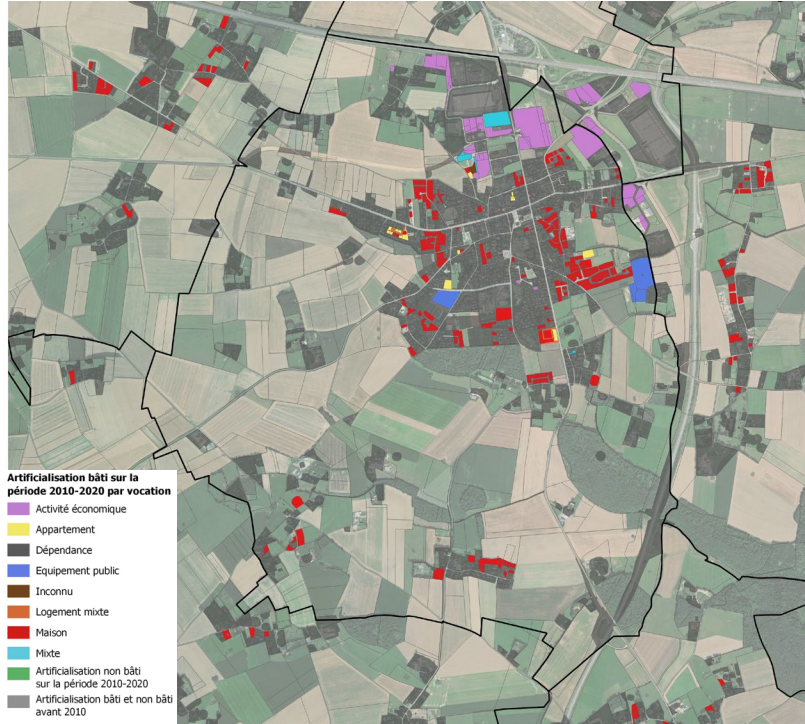 Artificialisation bâti sur la
période 2010-2020 par vocation
Activité économique
Appartement
Dépendance
Equipement public
Inconnu
Logement mixte
Maison
Mixte
Artificialisation non bâti
sur la période 2010-2020
Artificialisation bâti et non bâti
avant 2010